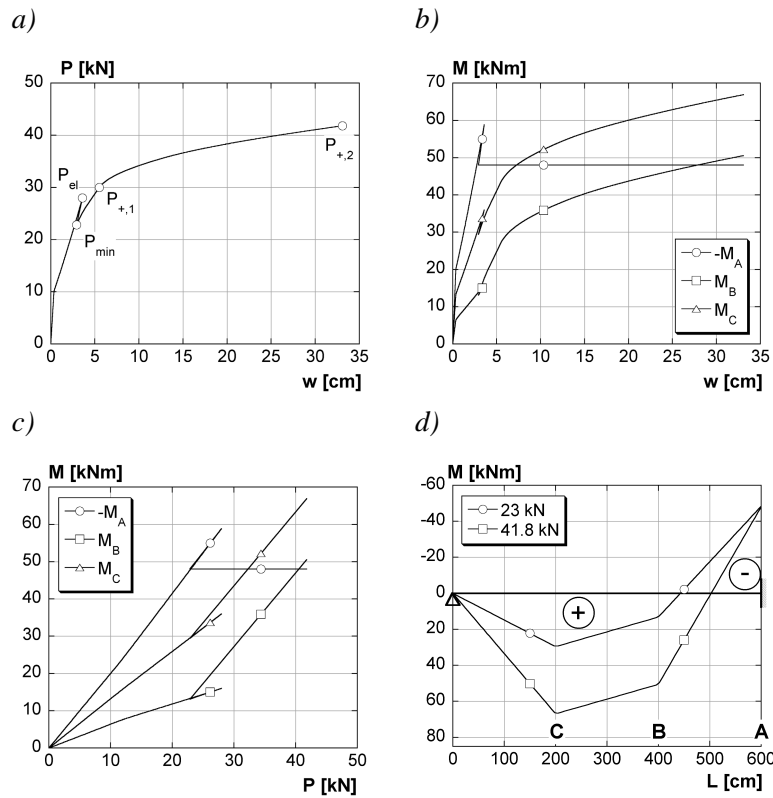 a)
P [kN]
50
40
30
20
10
0
P_el
P_min
P_+,1
P_+,2
0 5 10 15 20 25 30 35
w [cm]
b)
M [kNm]
70
60
50
40
30
20
10
0
-M_A
M_B
M_C
0 5 10 15 20 25 30 35
w [cm]
c)
M [kNm]
70
60
50
40
30
20
10
0
-M_A
M_B
M_C
0 10 20 30 40 50
P [kN]
d)
M [kNm]
-60
-40
-20
0
20
40
60
80
23 kN
41.8 kN
+
-
C B A
0 100 200 300 400 500 600
L [cm]